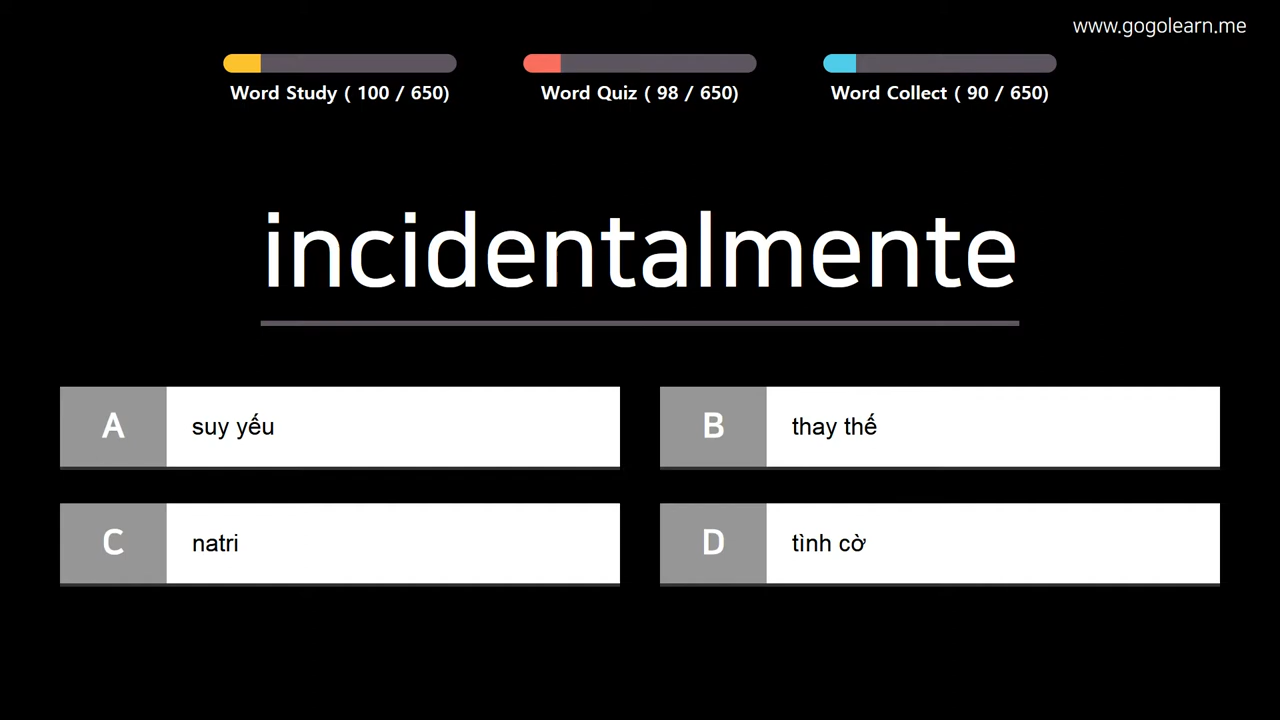 www.gogolearn.me
Word Study ( 100 / 650)
Word Quiz ( 98 / 650)
Word Collect ( 90 / 650)
incidentalmente
A suy yếu
B thay thế
C natri
D tình cờ